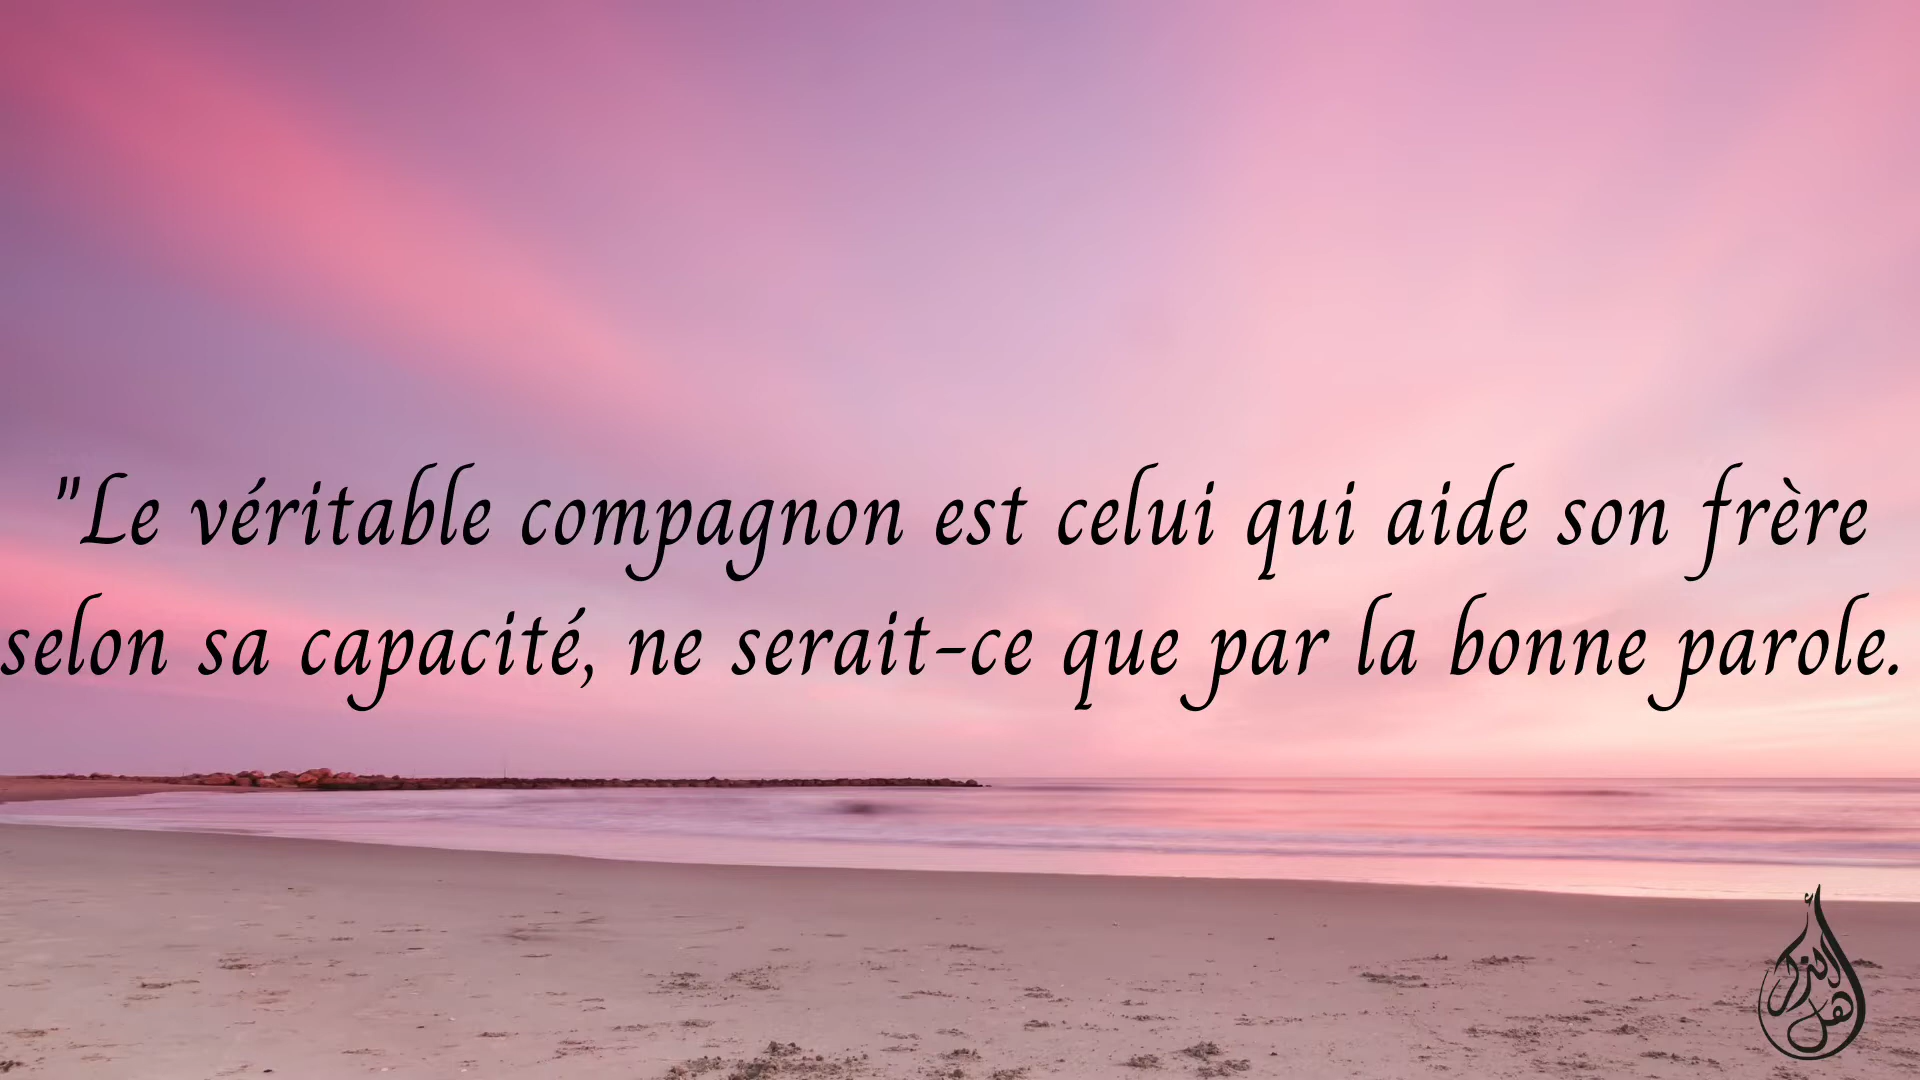 "Le véritable compagnon est celui qui aide son frère
selon sa capacité, ne serait-ce que par la bonne parole.